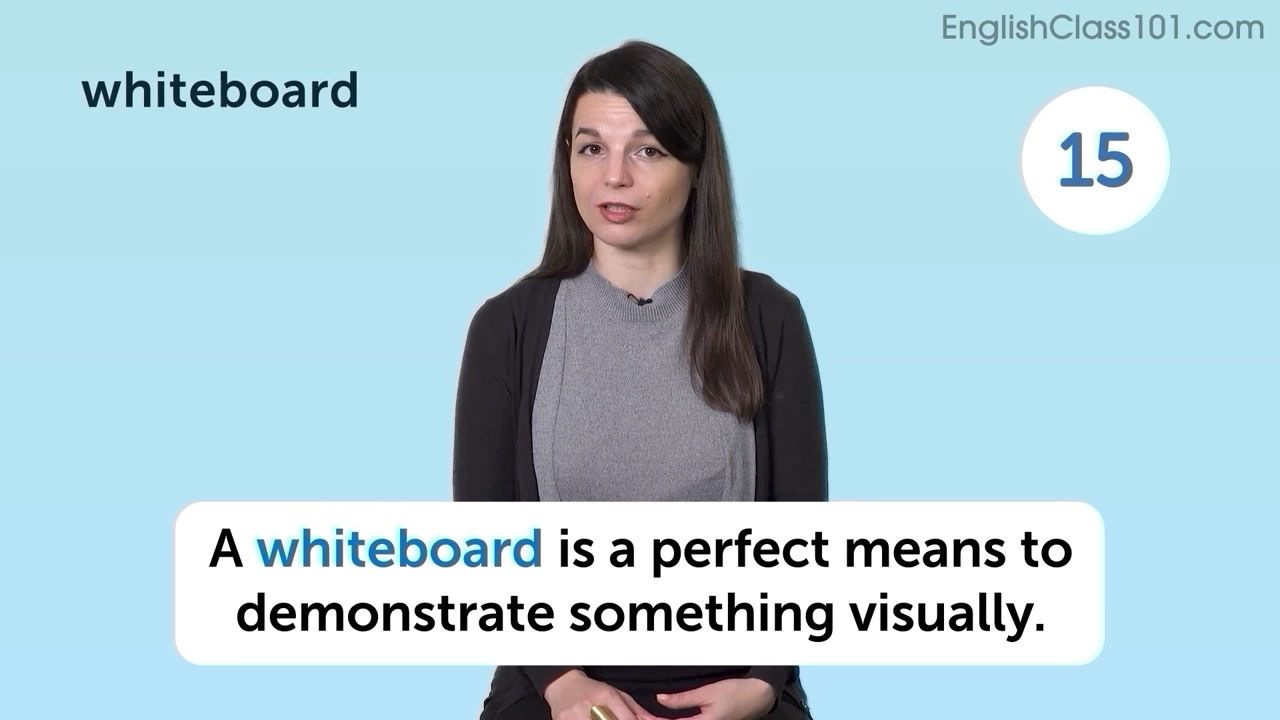 EnglishClass101.com
whiteboard
15
A whiteboard is a perfect means to
demonstrate something visually.